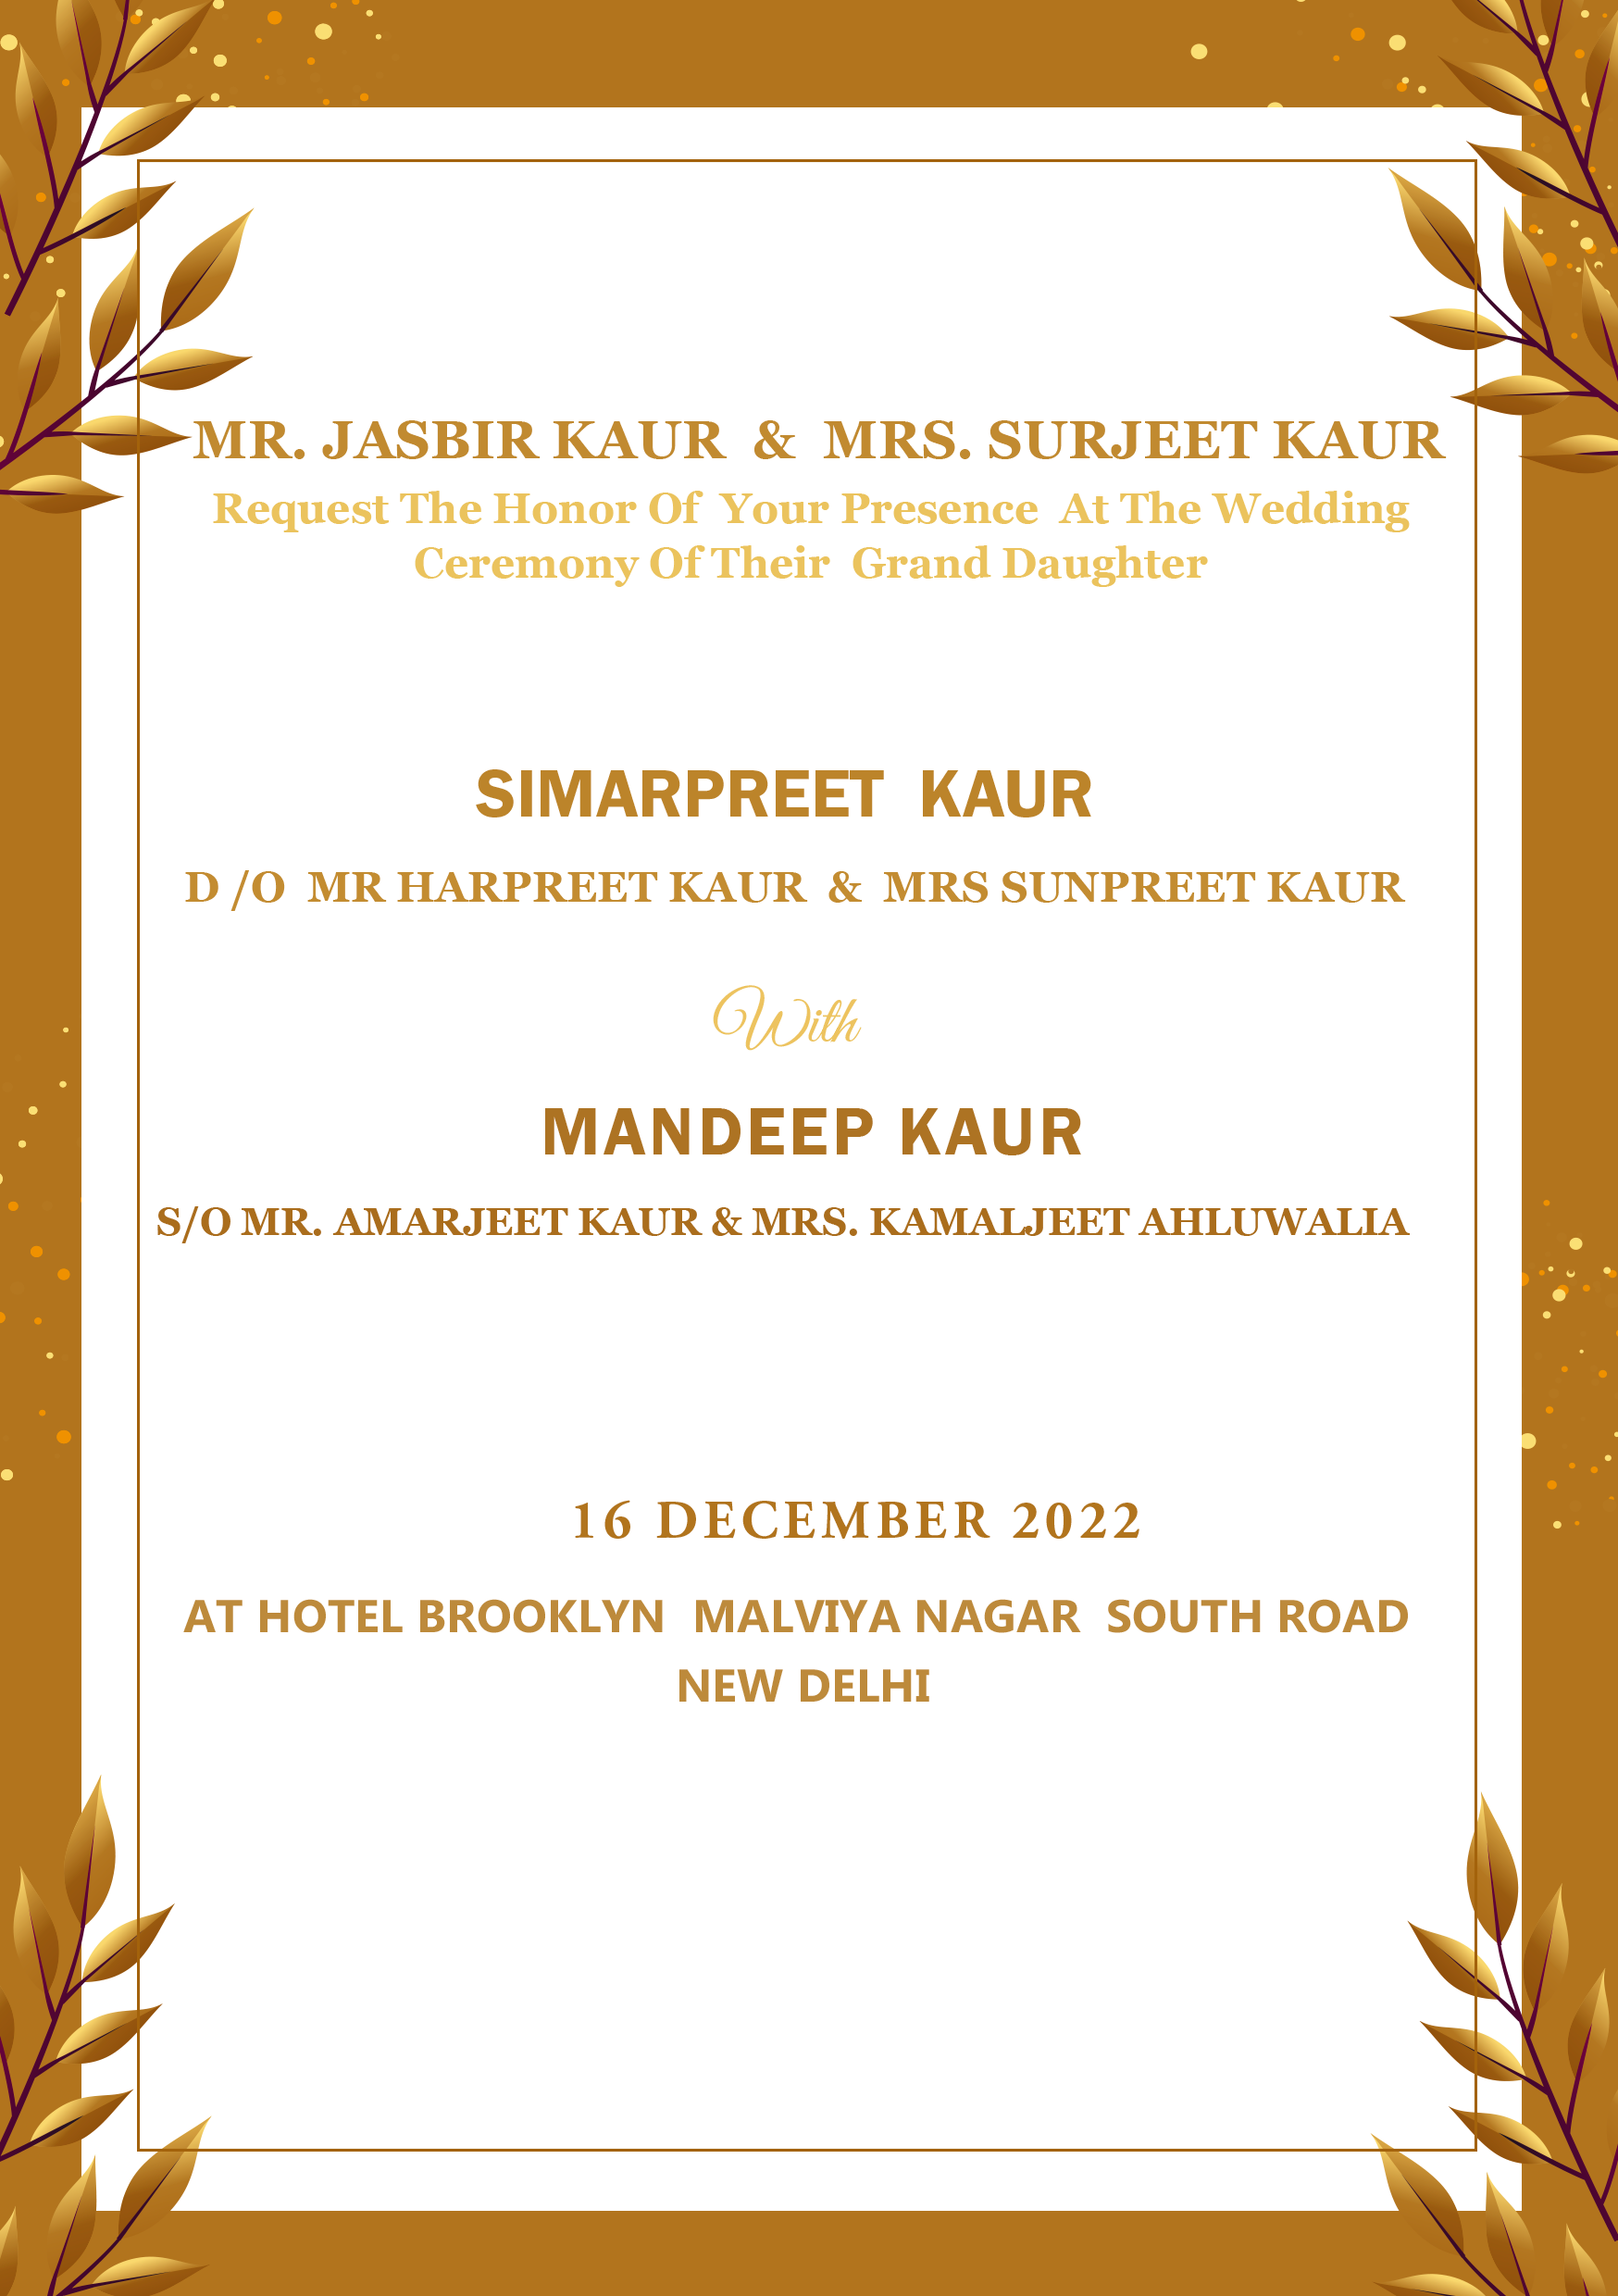 MR. JASBIR KAUR & MRS. SURJEET KAUR
Request The Honor Of Your Presence At The Wedding
Ceremony Of Their Grand Daughter
SIMARPREET KAUR
D /O MR HARPREET KAUR & MRS SUNPREET KAUR
With
MANDEEP KAUR
S/O MR. AMARJEET KAUR & MRS. KAMALJEET AHLUWALIA
16 DECEMBER 2022
AT HOTEL BROOKLYN MALVIYA NAGAR SOUTH ROAD
NEW DELHI